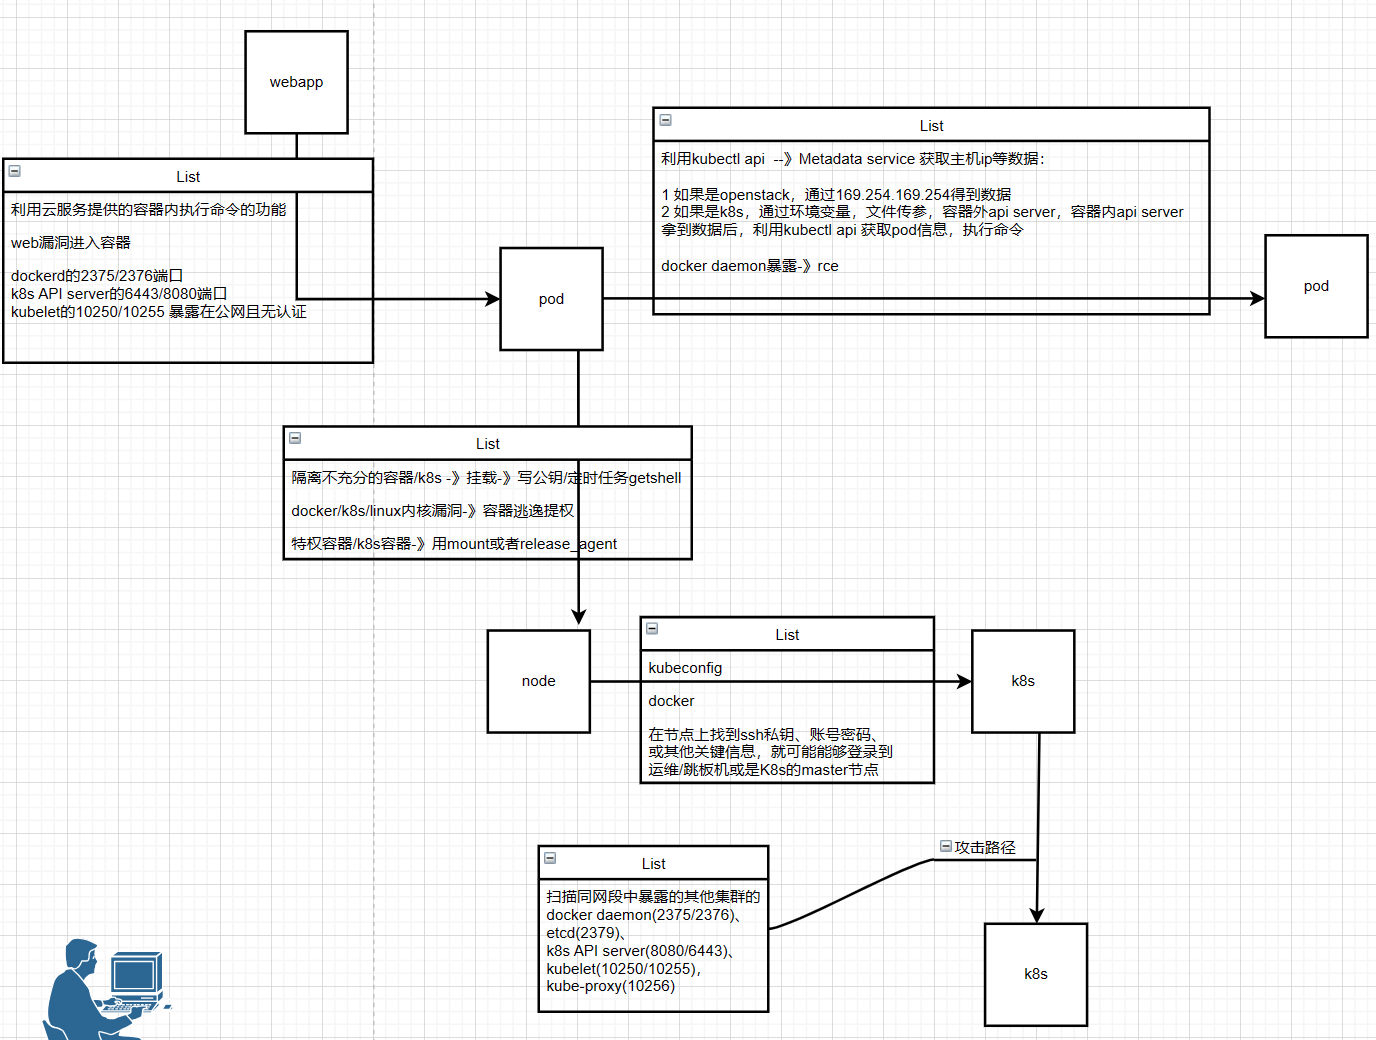 webapp
List
利用云服务提供的容器内执行命令的功能
web漏洞进入容器
dockerd的2375/2376端口
k8s API server的6443/8080端口
kubelet的10250/10255 暴露在公网且无认证
pod
List
利用kubectl api --》Metadata service 获取主机ip等数据：
1 如果是openstack，通过169.254.169.254得到数据
2 如果是k8s，通过环境变量，文件传参，容器外api server，容器内api server
拿到数据后，利用kubectl api 获取pod信息，执行命令
docker daemon暴露-》rce
pod
List
隔离不充分的容器/k8s -》挂载-》写公钥/定时任务getshell
docker/k8s/linux内核漏洞-》容器逃逸提权
特权容器/k8s容器-》用mount或者release_agent
node
List
kubeconfig
docker
在节点上找到ssh私钥、账号密码、
或其他关键信息，就可能能够登录到
运维/跳板机或是K8s的master节点
k8s
攻击路径
List
扫描同网段中暴露的其他集群的
docker daemon(2375/2376)、
etcd(2379)、
k8s API server(8080/6443)、
kubelet(10250/10255)，
kube-proxy(10256)
k8s